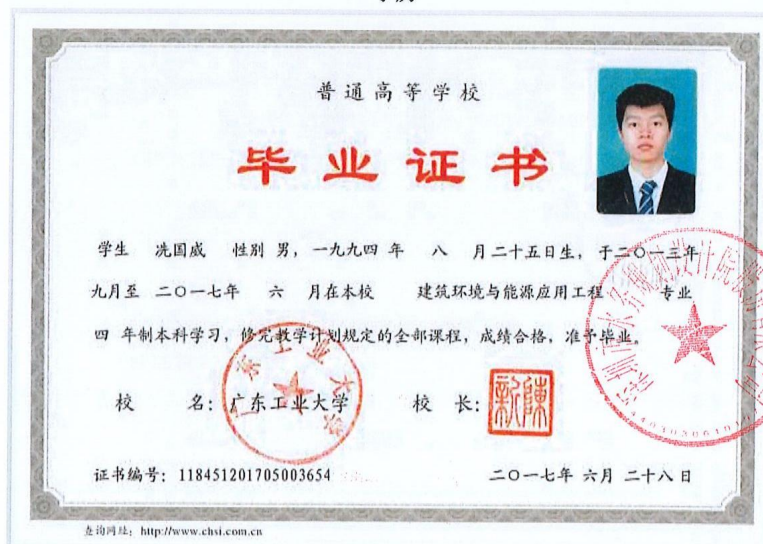 普通高等学校
毕业证书
学生 冼国威 性别 男，一九九四 年 八 月二十五日生，于二〇一三年
九月至 二〇一七年 六 月在本校 建筑环境与能源应用工程 专业
四 年制本科学习，修完教学计划规定的全部课程，成绩合格，准予毕业。
校 名：广东工业大学 校 长：
证书编号：118451201705003654 二〇一七年 六月 二十八日
查询网址：http://www.chsi.com.cn